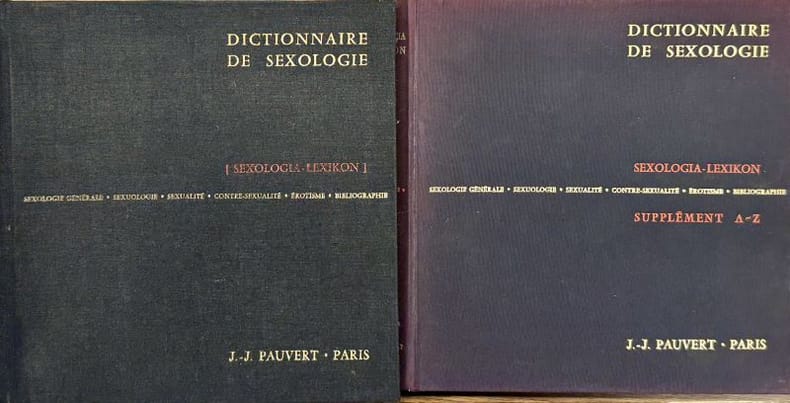 DICTIONNAIRE
DE SEXOLOGIE
[ SEXOLOGIA-LEXIKON ]
SEXOLOGIE GÉNÉRALE • SEXUOLOGIE • SEXUALITÉ • CONTRE-SEXUALITÉ • ÉROTISME • BIBLIOGRAPHIE
J.-J. PAUVERT • PARIS
DICTIONNAIRE
DE SEXOLOGIE
SEXOLOGIA-LEXIKON
SEXOLOGIE GÉNÉRALE • SEXUOLOGIE • SEXUALITÉ • CONTRE-SEXUALITÉ • ÉROTISME • BIBLIOGRAPHIE
SUPPLÉMENT A-Z
J.-J. PAUVERT • PARIS